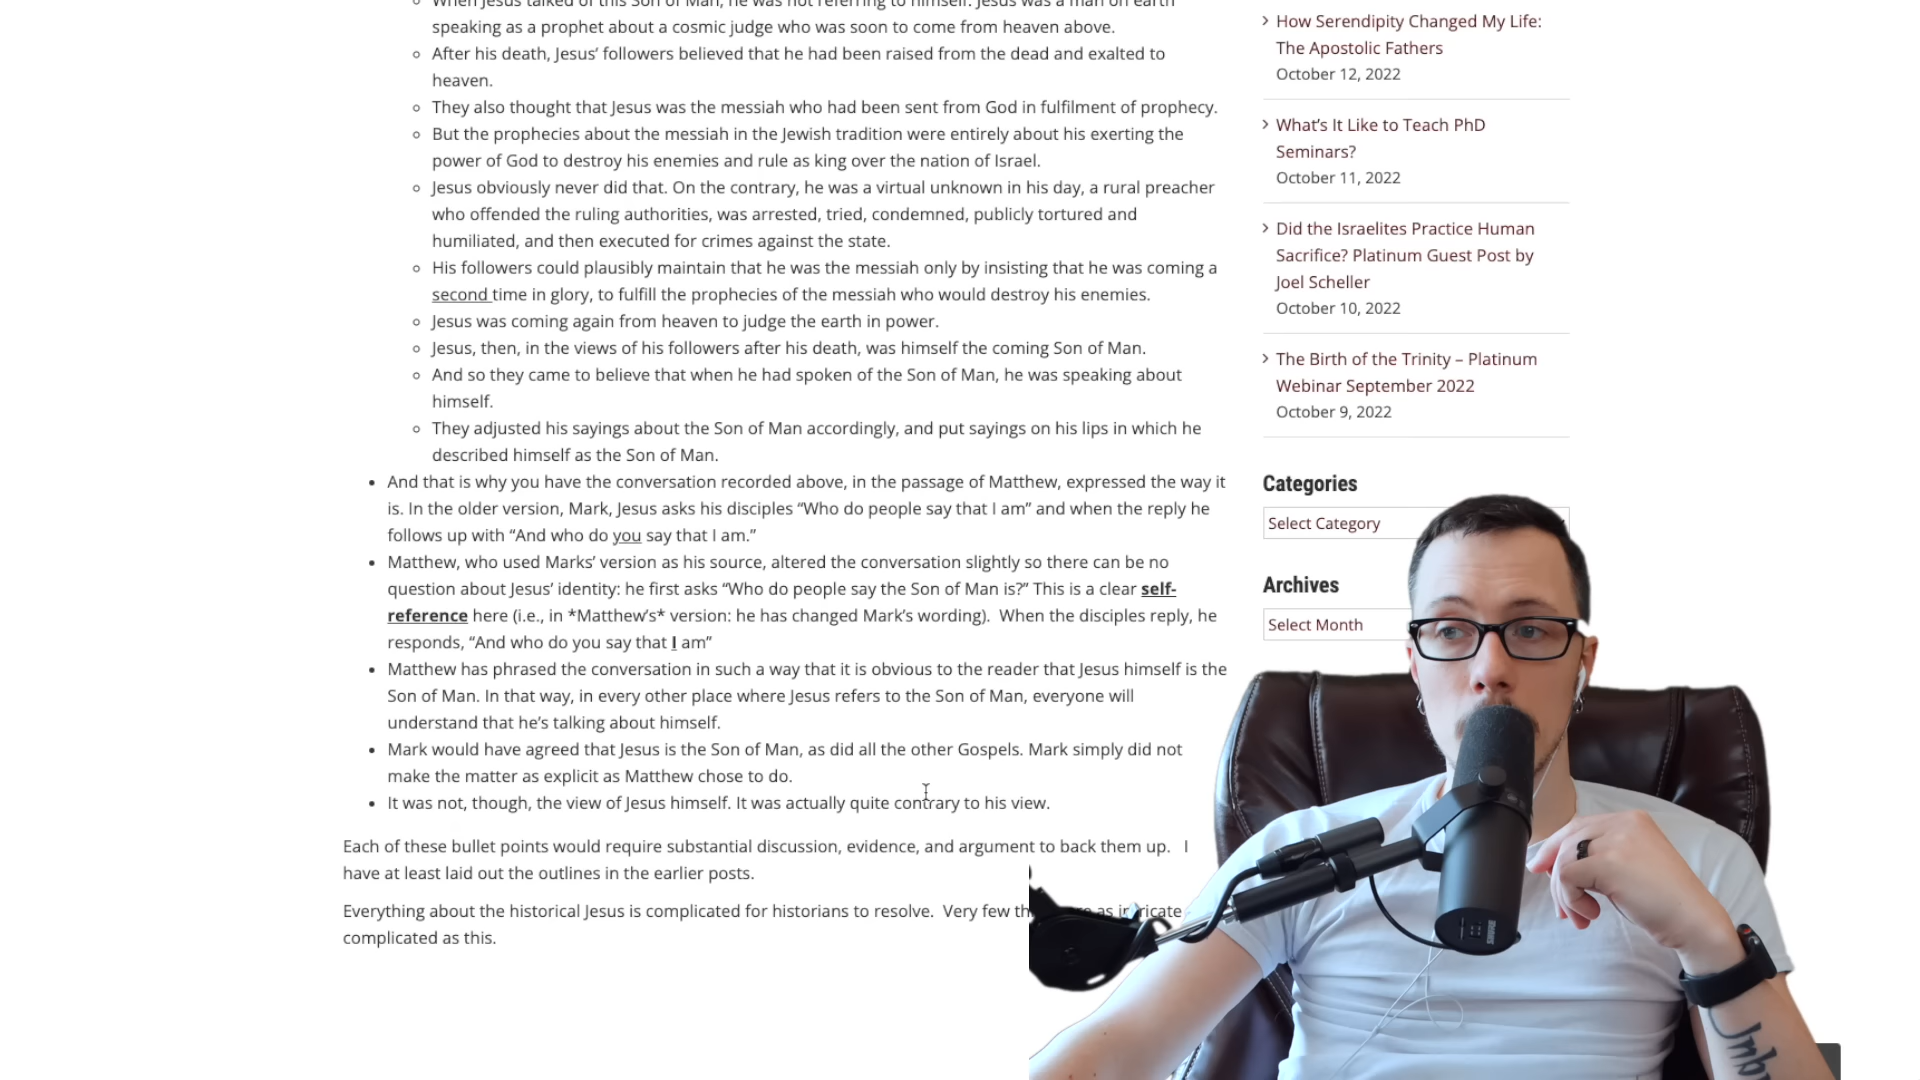 When Jesus talked of this Son of Man, he was not referring to himself. Jesus was a man on earth
speaking as a prophet about a cosmic judge who was soon to come from heaven above.
After his death, Jesus’ followers believed that he had been raised from the dead and exalted to
heaven.
They also thought that Jesus was the messiah who had been sent from God in fulfilment of prophecy.
But the prophecies about the messiah in the Jewish tradition were entirely about his exerting the
power of God to destroy his enemies and rule as king over the nation of Israel.
Jesus obviously never did that. On the contrary, he was a virtual unknown in his day, a rural preacher
who offended the ruling authorities, was arrested, tried, condemned, publicly tortured and
humiliated, and then executed for crimes against the state.
His followers could plausibly maintain that he was the messiah only by insisting that he was coming a
second time in glory, to fulfill the prophecies of the messiah who would destroy his enemies.
Jesus was coming again from heaven to judge the earth in power.
Jesus, then, in the views of his followers after his death, was himself the coming Son of Man.
And so they came to believe that when he had spoken of the Son of Man, he was speaking about
himself.
They adjusted his sayings about the Son of Man accordingly, and put sayings on his lips in which he
described himself as the Son of Man.
And that is why you have the conversation recorded above, in the passage of Matthew, expressed the way it
is. In the older version, Mark, Jesus asks his disciples “Who do people say that I am” and when the reply he
follows up with “And who do you say that I am.”
Matthew, who used Marks’ version as his source, altered the conversation slightly so there can be no
question about Jesus’ identity: he first asks “Who do people say the Son of Man is?” This is a clear self-
reference here (i.e., in *Matthew’s* version: he has changed Mark’s wording). When the disciples reply, he
responds, “And who do you say that I am”
Matthew has phrased the conversation in such a way that it is obvious to the reader that Jesus himself is the
Son of Man. In that way, in every other place where Jesus refers to the Son of Man, everyone will
understand that he’s talking about himself.
Mark would have agreed that Jesus is the Son of Man, as did all the other Gospels. Mark simply did not
make the matter as explicit as Matthew chose to do.
It was not, though, the view of Jesus himself. It was actually quite contrary to his view.
Each of these bullet points would require substantial discussion, evidence, and argument to back them up. I
have at least laid out the outlines in the earlier posts.
Everything about the historical Jesus is complicated for historians to resolve. Very few
complicated as this.
How Serendipity Changed My Life:
The Apostolic Fathers
October 12, 2022
What’s It Like to Teach PhD
Seminars?
October 11, 2022
Did the Israelites Practice Human
Sacrifice? Platinum Guest Post by
Joel Scheller
October 10, 2022
The Birth of the Trinity – Platinum
Webinar September 2022
October 9, 2022
Categories
Select Category
Archives
Select Month